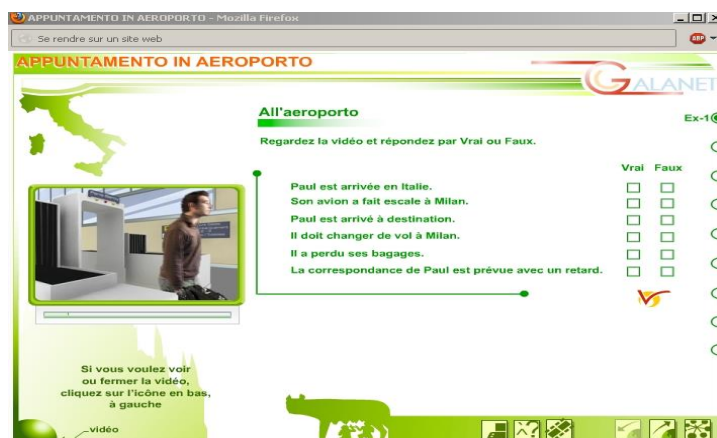 APPUNTAMENTO IN AEROPORTO - Mozilla Firefox
Se rendre sur un site web
ABP
APPUNTAMENTO IN AEROPORTO
GALANET
All'aeroporto
Ex-1
Regardez la vidéo et répondez par Vrai ou Faux.
Vrai Faux
Paul est arrivée en Italie.
Son avion a fait escale à Milan.
Paul est arrivé à destination.
Il doit changer de vol à Milan.
Il a perdu ses bagages.
La correspondance de Paul est prévue avec un retard.
Si vous voulez voir
ou fermer la vidéo,
cliquez sur l'icône en bas,
à gauche
vidéo